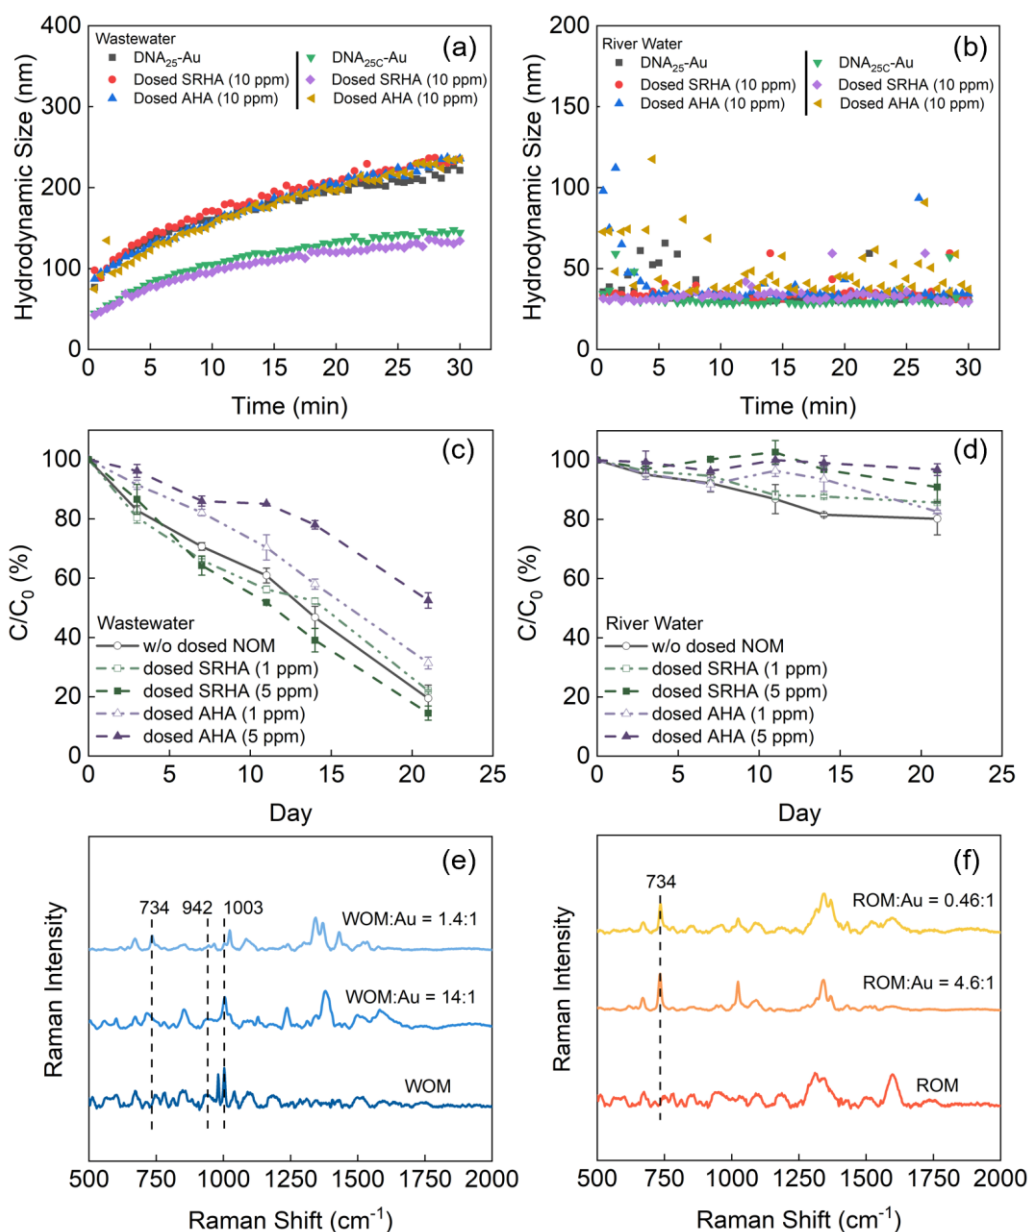 (a)
Wastewater
DNA₂₅-Au
Dosed SRHA (10 ppm)
Dosed AHA (10 ppm)
DNA₂₅C-Au
Dosed SRHA (10 ppm)
Dosed AHA (10 ppm)
400
300
200
100
0
Hydrodynamic Size (nm)
0 5 10 15 20 25 30
Time (min)
(b)
River Water
DNA₂₅-Au
Dosed SRHA (10 ppm)
Dosed AHA (10 ppm)
DNA₂₅C-Au
Dosed SRHA (10 ppm)
Dosed AHA (10 ppm)
200
150
100
50
0
Hydrodynamic Size (nm)
0 5 10 15 20 25 30
Time (min)
(c)
100
80
60
40
20
0
C/C₀ (%)
Wastewater
w/o dosed NOM
dosed SRHA (1 ppm)
dosed SRHA (5 ppm)
dosed AHA (1 ppm)
dosed AHA (5 ppm)
0 5 10 15 20 25
Day
(d)
100
80
60
40
20
0
C/C₀ (%)
River Water
w/o dosed NOM
dosed SRHA (1 ppm)
dosed SRHA (5 ppm)
dosed AHA (1 ppm)
dosed AHA (5 ppm)
0 5 10 15 20 25
Day
(e)
734 942 1003
WOM:Au = 1.4:1
WOM:Au = 14:1
WOM
Raman Intensity
500 750 1000 1250 1500 1750 2000
Raman Shift (cm⁻¹)
(f)
734
ROM:Au = 0.46:1
ROM:Au = 4.6:1
ROM
Raman Intensity
500 750 1000 1250 1500 1750 2000
Raman Shift (cm⁻¹)